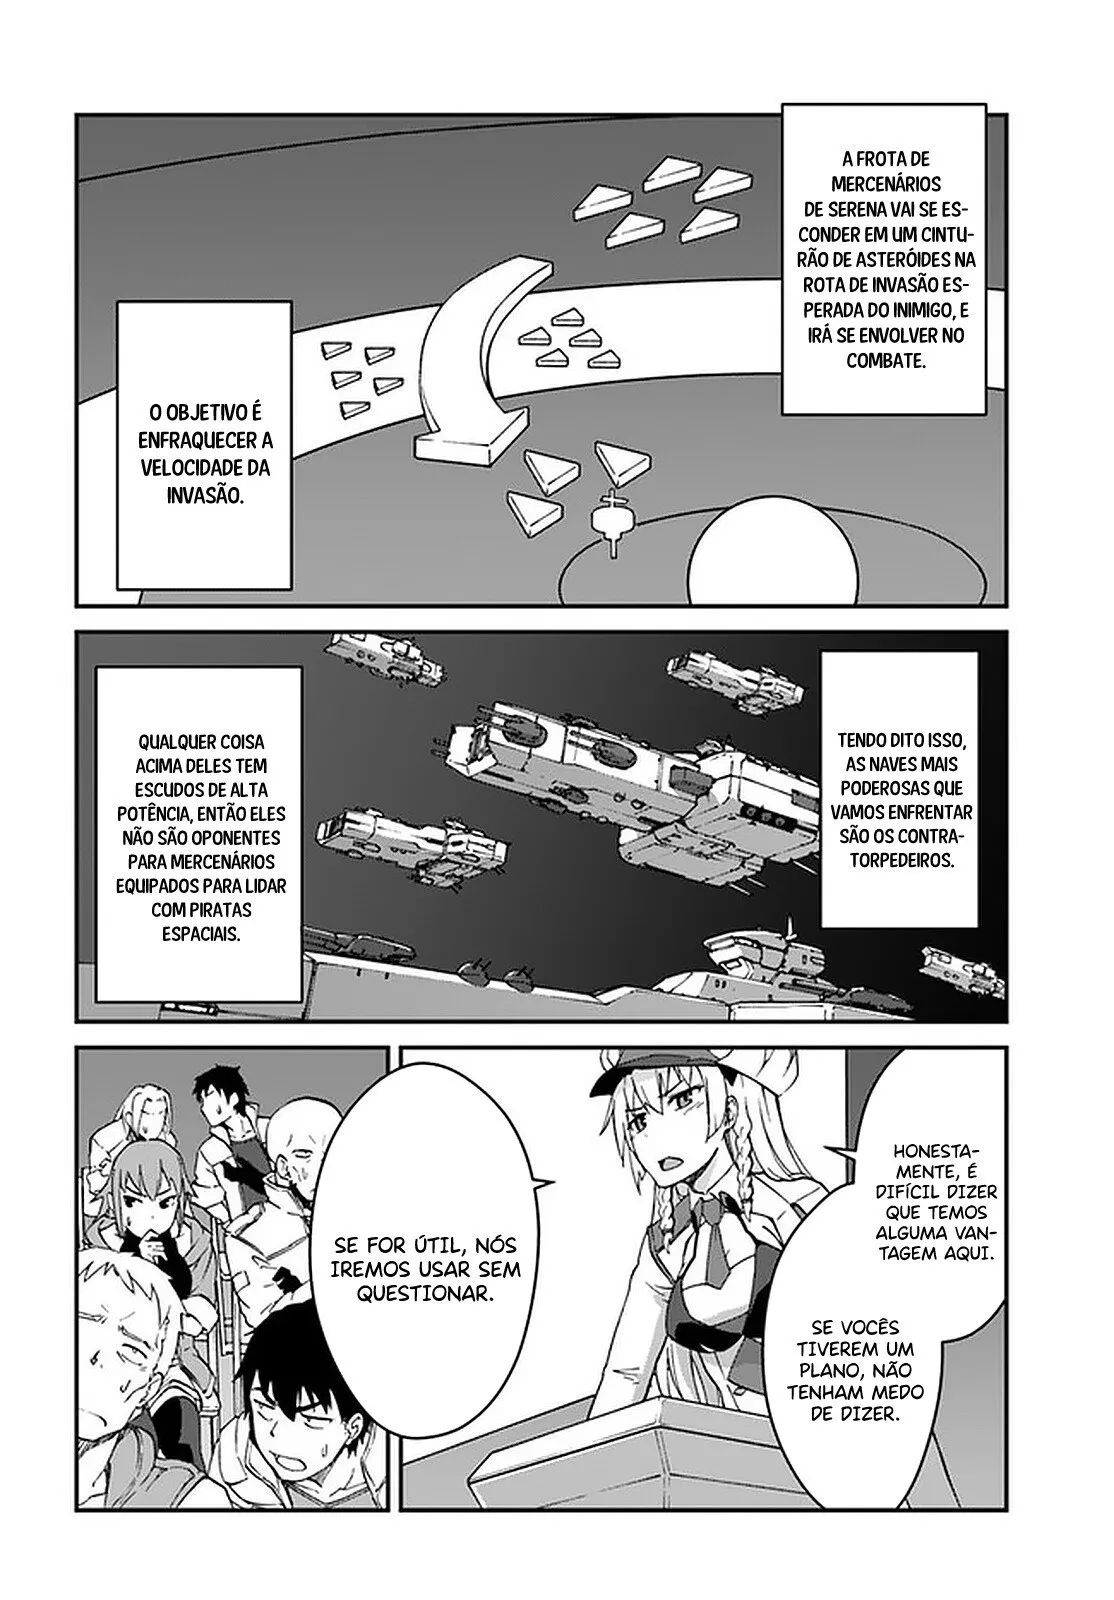 A FROTA DE
MERCENÁRIOS
DE SERENA VAI SE ES-
CONDER EM UM CINTU-
RÃO DE ASTERÓIDES NA
ROTA DE INVASÃO ES-
PERADA DO INIMIGO, E
IRÁ SE ENVOLVER NO
COMBATE.
O OBJETIVO É
ENFRAQUECER A
VELOCIDADE DA
INVASÃO.
TENDO DITO ISSO,
AS NAVES MAIS
PODEROSAS QUE
VAMOS ENFRENTAR
SÃO OS CONTRA-
TORPEDEIROS.
QUALQUER COISA
ACIMA DELES TEM
ESCUDOS DE ALTA
POTÊNCIA, ENTÃO ELES
NÃO SÃO OPONENTES
PARA MERCENÁRIOS
EQUIPADOS PARA LIDAR
COM PIRATAS
ESPACIAIS.
HONESTA-
MENTE, É
DIFÍCIL DIZER
QUE TEMOS
ALGUMA VAN-
TAGEM AQUI.
SE VOCÊS
TIVEREM UM
PLANO, NÃO
TENHAM MEDO
DE DIZER.
SE FOR ÚTIL, NÓS
IREMOS USAR SEM
QUESTIONAR.